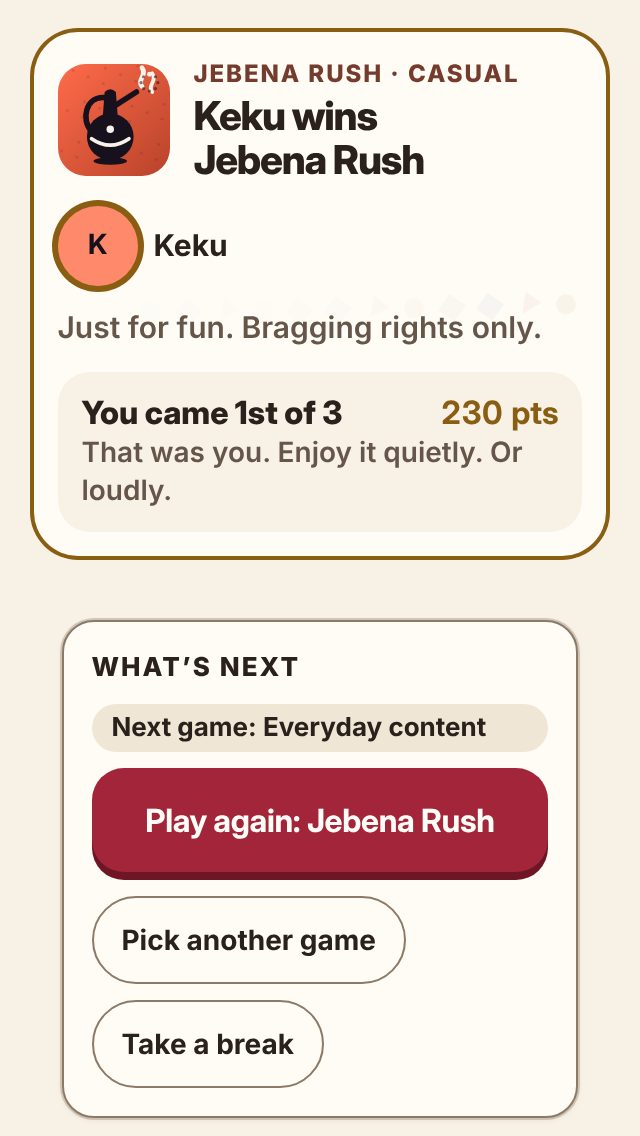 JEBENA RUSH · CASUAL
Keku wins
Jebena Rush
K
Keku
Just for fun. Bragging rights only.
You came 1st of 3
230 pts
That was you. Enjoy it quietly. Or
loudly.
WHAT’S NEXT
Next game: Everyday content
Play again: Jebena Rush
Pick another game
Take a break